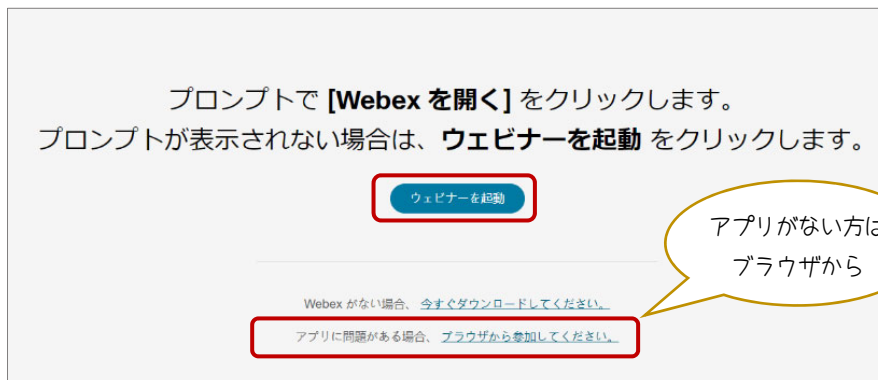 プロンプトで [Webex を開く] をクリックします。
プロンプトが表示されない場合は、ウェビナーを起動 をクリックします。
ウェビナーを起動
アプリがない方は
ブラウザから
Webex がない場合、 今すぐダウンロードしてください。
アプリに問題がある場合、 ブラウザから参加してください。